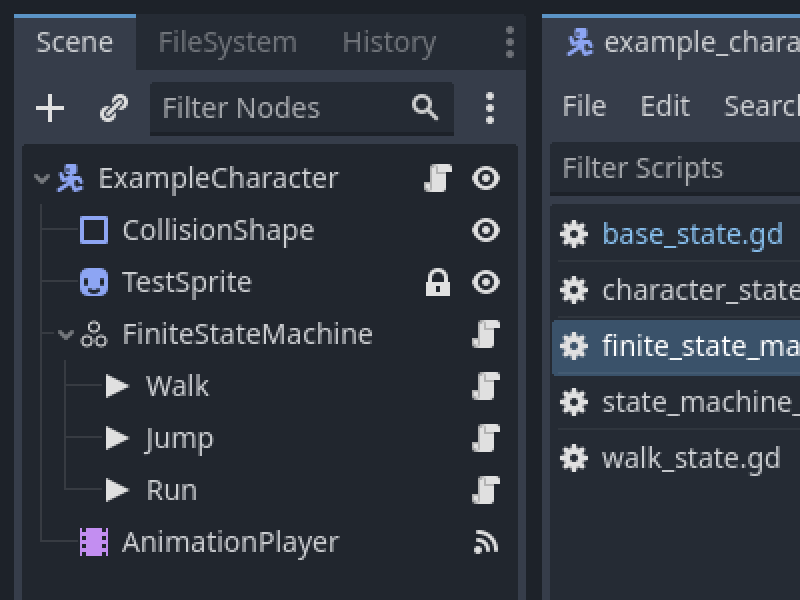 Scene FileSystem History
Filter Nodes
ExampleCharacter
CollisionShape
TestSprite
FiniteStateMachine
Walk
Jump
Run
AnimationPlayer
example_chara
File Edit Search
Filter Scripts
base_state.gd
character_state
finite_state_ma
state_machine_
walk_state.gd